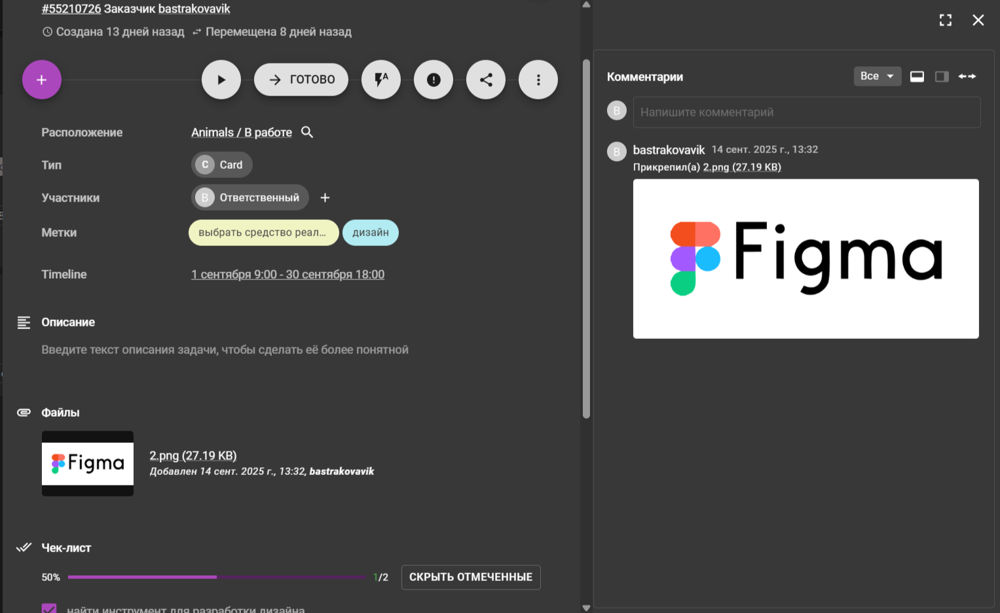 #55210726 Заказчик bastrakovavik
Создана 13 дней назад Перемещена 8 дней назад
ГОТОВО
Расположение Animals / В работе
Тип C Card
Участники B Ответственный
Метки выбрать средство реал... дизайн
Timeline 1 сентября 9:00 - 30 сентября 18:00
Описание
Введите текст описания задачи, чтобы сделать её более понятной
Файлы
Figma
2.png (27.19 KB)
Добавлен 14 сент. 2025 г., 13:32, bastrakovavik
Чек-лист
50% 1/2 СКРЫТЬ ОТМЕЧЕННЫЕ
найти инструмент для разработки дизайна
Комментарии Все
B Напишите комментарий
B bastrakovavik 14 сент. 2025 г., 13:32
Прикрепил(а) 2.png (27.19 KB)
Figma